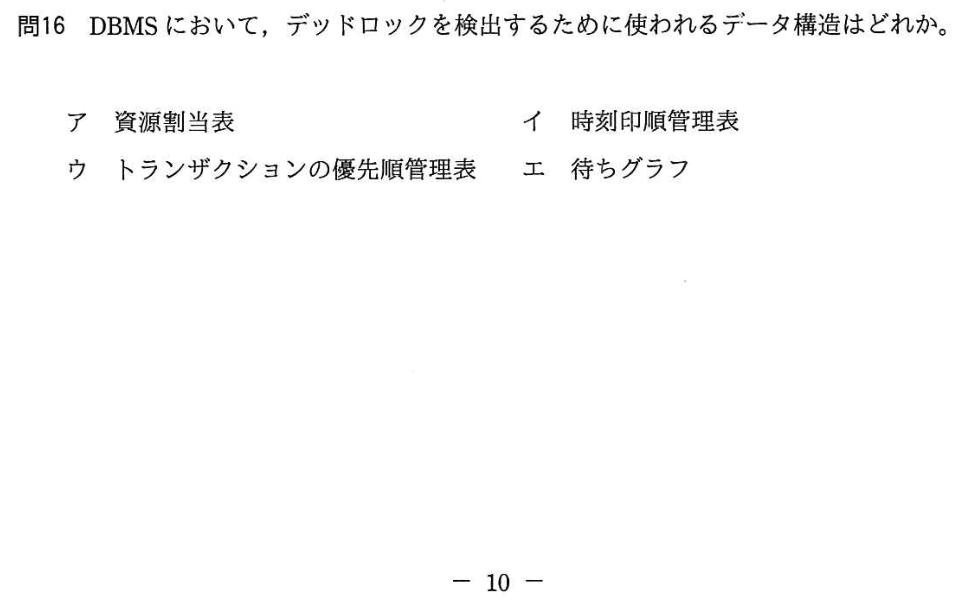 問16 DBMSにおいて，デッドロックを検出するために使われるデータ構造はどれか。
ア 資源割当表 イ 時刻印順管理表
ウ トランザクションの優先順管理表 エ 待ちグラフ
－ 10 －